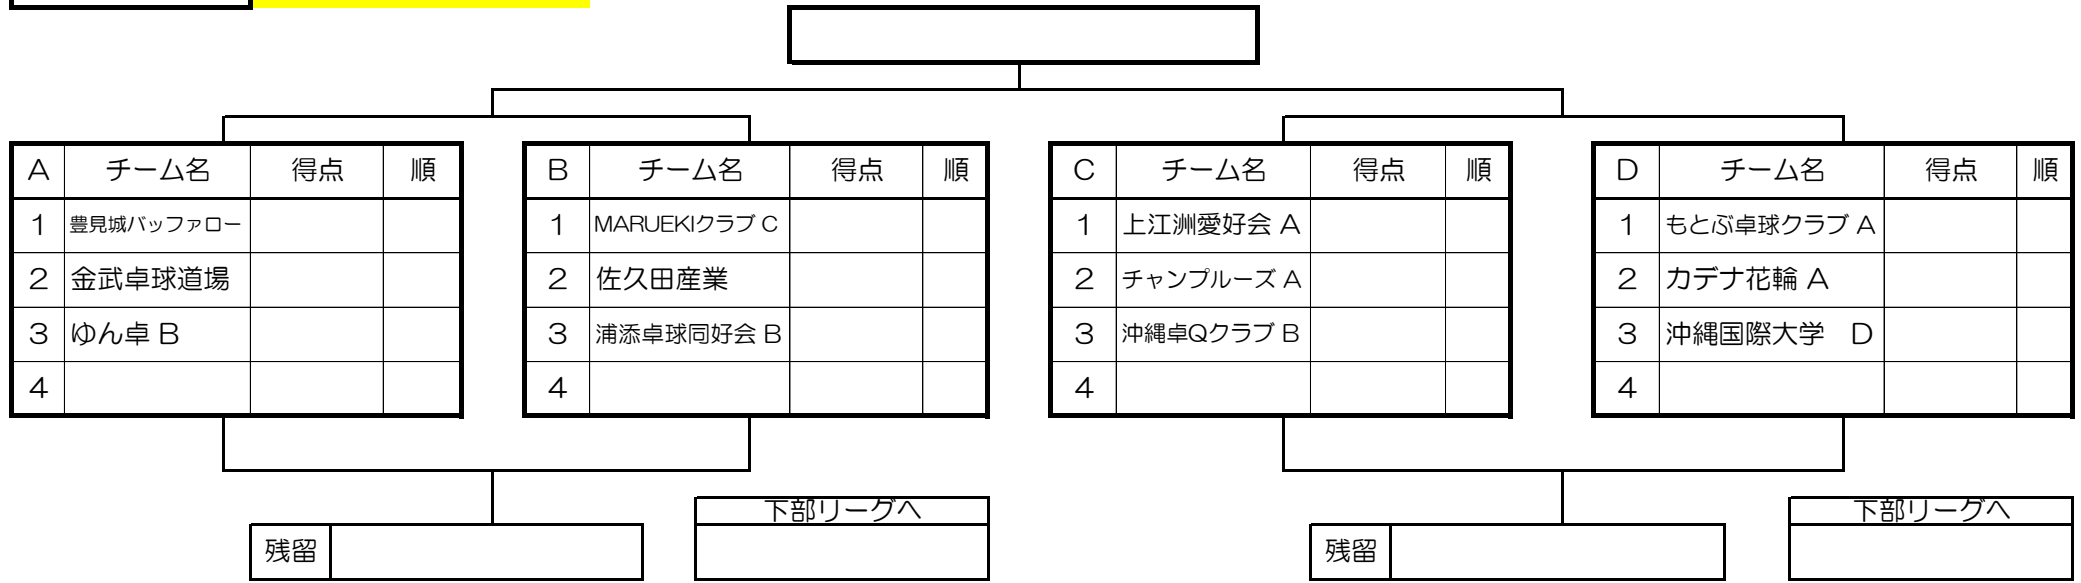 A チーム名 得点 順
1 豊見城バッファロー
2 金武卓球道場
3 ゆん卓 B
4
B チーム名 得点 順
1 MARUEKIクラブ C
2 佐久田産業
3 浦添卓球同好会 B
4
C チーム名 得点 順
1 上江洲愛好会 A
2 チャンプルーズ A
3 沖縄卓Qクラブ B
4
D チーム名 得点 順
1 もとぶ卓球クラブ A
2 カデナ花輪 A
3 沖縄国際大学　D
4
下部リーグへ
残留
下部リーグへ
残留